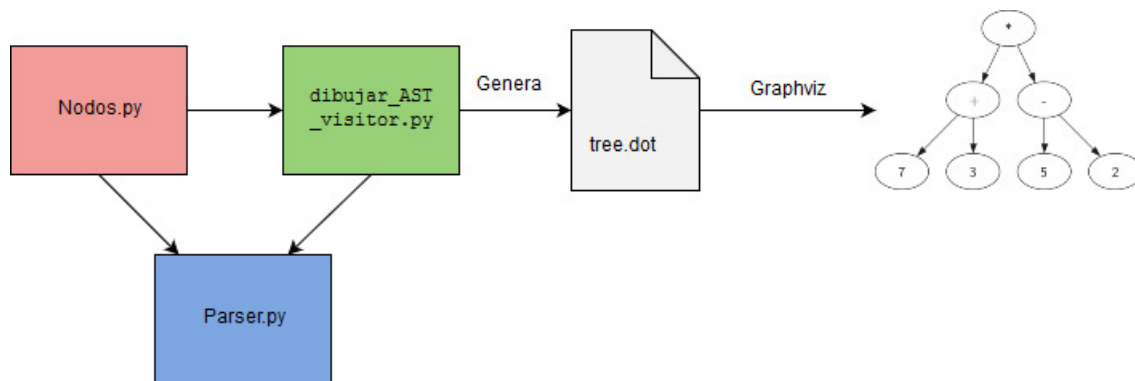 Nodos.py
dibujar_AST
_visitor.py
Genera
tree.dot
Graphviz
*
+
-
7
3
5
2
Parser.py